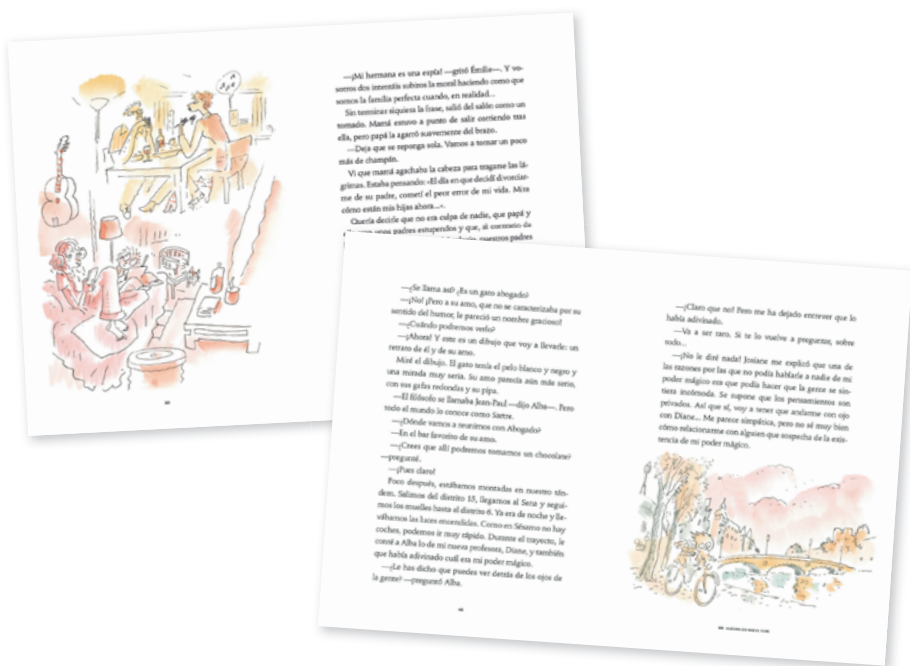 —¡Mi hermana es una espía! —gritó Émilie—. Y vo-
sotros dos intentáis subiros la moral haciendo como que
somos la familia perfecta cuando, en realidad...
Sin terminar siquiera la frase, salió del salón como un
tornado. Mamá estuvo a punto de salir corriendo tras
ella, pero papá la agarró suavemente del brazo.
—Deja que se reponga sola. Vamos a tomar un poco
más de champán.
Vi que mamá agachaba la cabeza para tragarse las lá-
grimas. Estaba pensando: «El día en que decidí divorciar-
me de su padre, cometí el peor error de mi vida. Mira
cómo están mis hijas ahora...».
Quería decirle que no era culpa de nadie, que papá y
unos padres estupendos y que, si
nuestros padres
—¿Se llama así? ¿Es un gato abogado?
—¡No! ¡Pero a su amo, que no se caracterizaba por su
sentido del humor, le pareció un nombre gracioso!
—¿Cuándo podremos verlo?
—¡Ahora! Y este es un dibujo que voy a llevarle: un
retrato de él y de su amo.
Miré el dibujo. El gato tenía el pelo blanco y negro y
una mirada muy seria. Su amo parecía aún más serio,
con sus gafas redondas y su pipa.
—El filósofo se llamaba Jean-Paul —dijo Alba—. Pero
todo el mundo lo conoce como Sartre.
—¿Dónde vamos a reunirnos con Abogado?
—En el bar favorito de su amo.
—¿Crees que allí podremos tomarnos un chocolate?
—pregunté.
—¡Pues claro!
Poco después, estábamos montadas en nuestro tán-
dem. Salimos del distrito 15, llegamos al Sena y segui-
mos los muelles hasta el distrito 6. Ya era de noche y lle-
vábamos las luces encendidas. Como en Sésamo no hay
coches, podemos ir muy rápido. Durante el trayecto, le
conté a Alba lo de mi nueva profesora, Diane, y también
que había adivinado cuál era mi poder mágico.
—¿Le has dicho que puedes ver detrás de los ojos de
la gente? —preguntó Alba.
—¡Claro que no! Pero me ha dejado entrever que lo
había adivinado.
—Va a ser raro. Si te lo vuelve a preguntar, sobre
todo...
—¡No le diré nada! Josiane me explicó que una de
las razones por las que no podía hablarle a nadie de mi
poder mágico era que podía hacer que la gente se sin-
tiera incómoda. Se supone que los pensamientos son
privados. Así que sí, voy a tener que andarme con ojo
con Diane... Me parece simpática, pero no sé muy bien
cómo relacionarme con alguien que sospecha de la exis-
tencia de mi poder mágico.